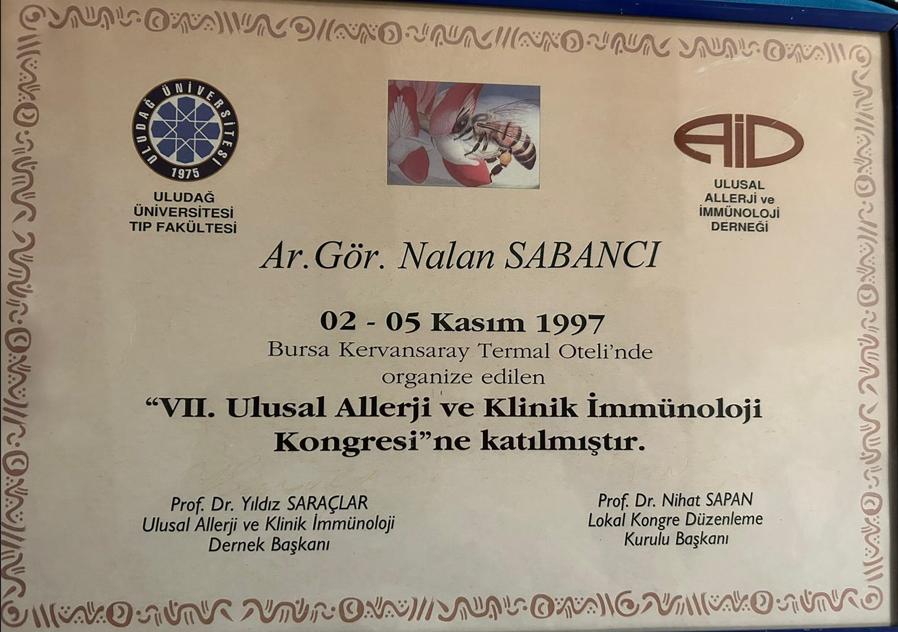 ULUDAĞ ÜNİVERSİTESİ
1975
ULUDAĞ
ÜNİVERSİTESİ
TIP FAKÜLTESİ
AID
ULUSAL
ALLERJİ ve
İMMÜNOLOJİ
DERNEĞİ
Ar.Gör. Nalan SABANCI
02 - 05 Kasım 1997
Bursa Kervansaray Termal Oteli’nde
organize edilen
“VII. Ulusal Allerji ve Klinik İmmünoloji
Kongresi”ne katılmıştır.
Prof. Dr. Yıldız SARAÇLAR
Ulusal Allerji ve Klinik İmmünoloji
Dernek Başkanı
Prof. Dr. Nihat SAPAN
Lokal Kongre Düzenleme
Kurulu Başkanı